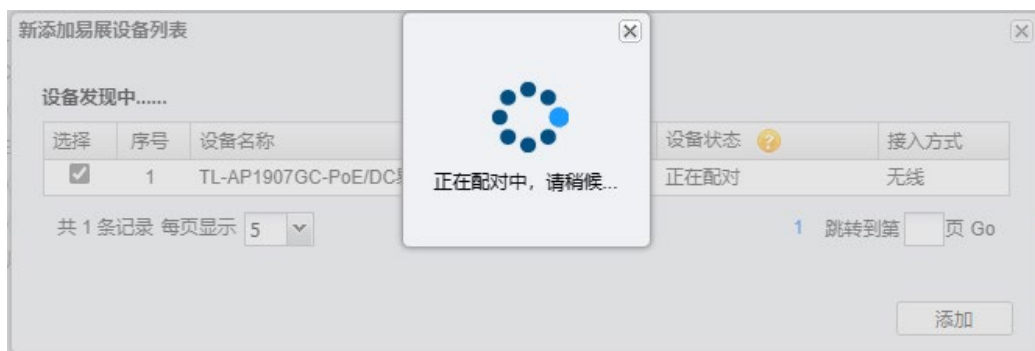 新添加易展设备列表
设备发现中......
选择 序号 设备名称 设备状态 接入方式
1 TL-AP1907GC-PoE/DC 正在配对 无线
正在配对中，请稍候...
共 1 条记录 每页显示 5 1 跳转到第 页 Go
添加